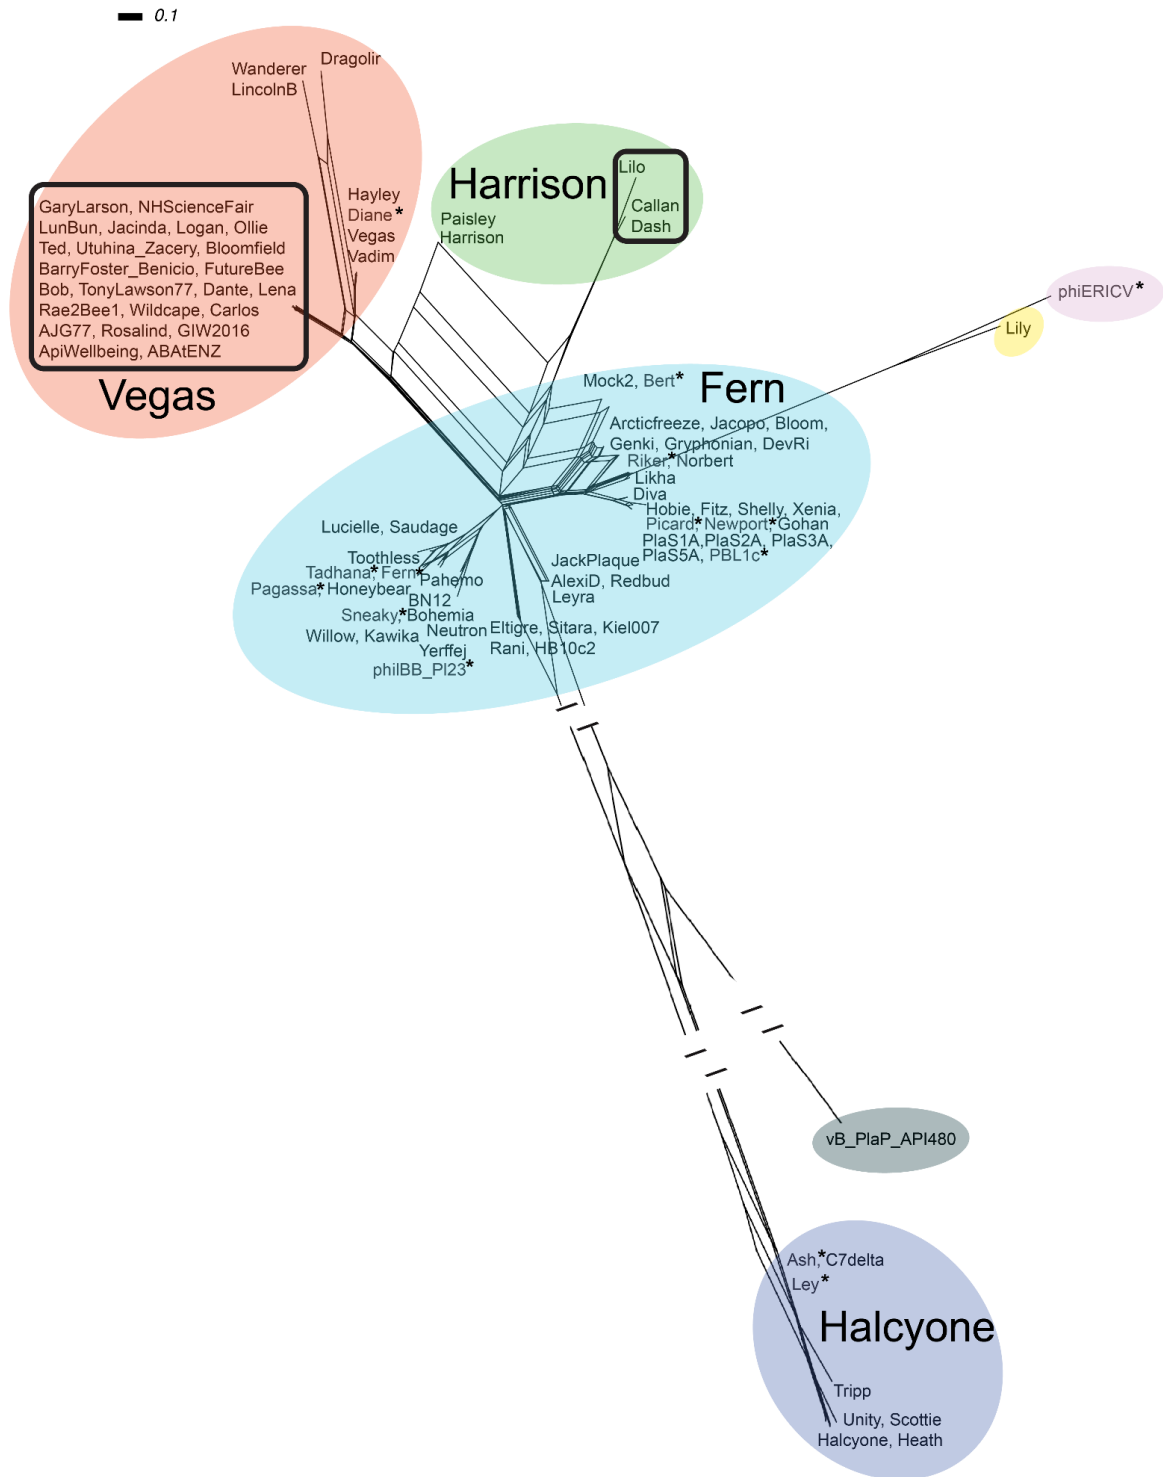 0.1
Dragolir
Wanderer
LincolnB
GaryLarson, NHScienceFair
LunBun, Jacinda, Logan, Ollie
Ted, Utuhina_Zacery, Bloomfield
BarryFoster_Benicio, FutureBee
Bob, TonyLawson77, Dante, Lena
Rae2Bee1, Wildcape, Carlos
AJG77, Rosalind, GIW2016
ApiWellbeing, ABAtENZ
Hayley
Diane*
Vegas
Vadim
Vegas
Harrison
Lilo
Callan
Dash
Paisley
Harrison
phiERICV*
Lily
Fern
Mock2, Bert*
Arcticfreeze, Jacopo, Bloom,
Genki, Gryphonian, DevRi
Riker,* Norbert
Likha
Diva
Hobie, Fitz, Shelly, Xenia,
Picard,* Newport,* Gohan
PlaS1A,PlaS2A, PlaS3A,
PlaS5A, PBL1c*
Lucielle, Saudage
Toothless
Tadhana,* Fern*
Pagassa,* Honeybear
Pahemo
BN12
Sneaky,* Bohemia
Willow, Kawika
Neutron
Yerffej
philBB_Pl23*
JackPlaque
AlexiD, Redbud
Leyra
Eltigre, Sitara, Kiel007
Rani, HB10c2
vB_PlaP_API480
Ash,* C7delta
Ley*
Halcyone
Tripp
Unity, Scottie
Halcyone, Heath